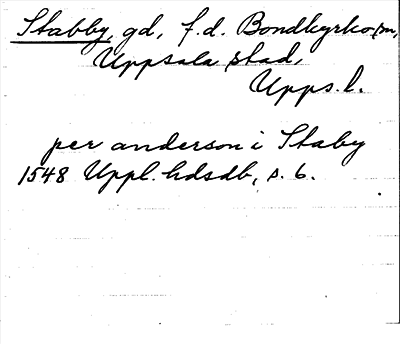 Stabby, gd, f.d. Bondkyrko sn,
Uppsala stad,
Upps. l.
per anderson i Staby
1548 Uppl. hdsdb, s. 6.